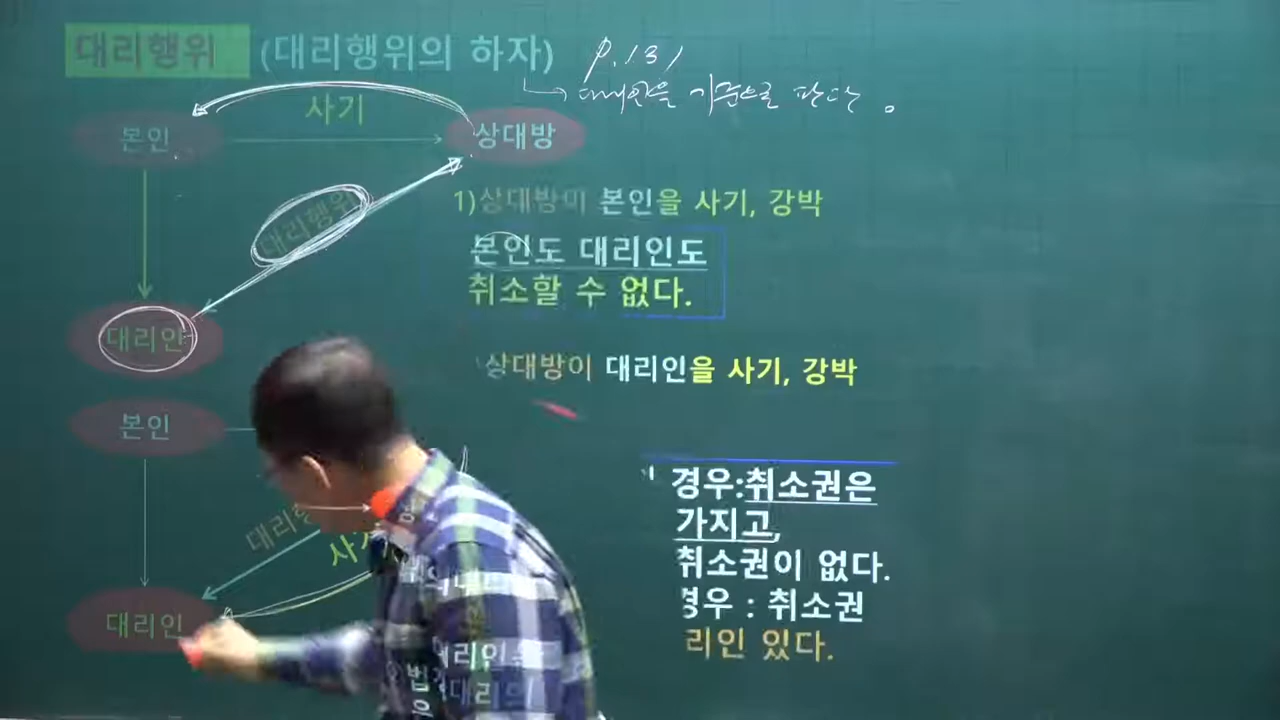 대리행위 (대리행위의 하자)
p.131
대리인을 기준으로 판단.
본인
사기
상대방
대리행위
대리인
1)상대방이 본인을 사기, 강박
본인도 대리인도
취소할 수 없다.
상대방이 대리인을 사기, 강박
본인
대리행
사기
대리인
경우:취소권은
가지고,
취소권이 없다.
경우 : 취소권
리인 있다.